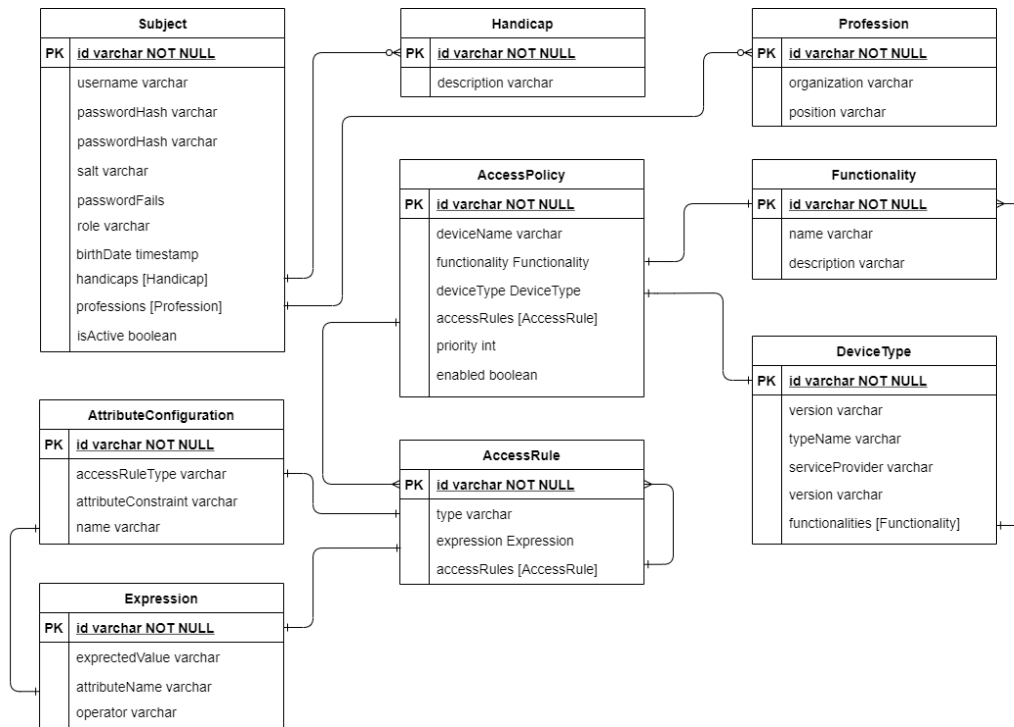 Subject
PK id varchar NOT NULL
username varchar
passwordHash varchar
passwordHash varchar
salt varchar
passwordFails
role varchar
birthDate timestamp
handicaps [Handicap]
professions [Profession]
isActive boolean
Handicap
PK id varchar NOT NULL
description varchar
Profession
PK id varchar NOT NULL
organization varchar
position varchar
AccessPolicy
PK id varchar NOT NULL
deviceName varchar
functionality Functionality
deviceType DeviceType
accessRules [AccessRule]
priority int
enabled boolean
Functionality
PK id varchar NOT NULL
name varchar
description varchar
DeviceType
PK id varchar NOT NULL
version varchar
typeName varchar
serviceProvider varchar
version varchar
functionalities [Functionality]
AttributeConfiguration
PK id varchar NOT NULL
accessRuleType varchar
attributeConstraint varchar
name varchar
AccessRule
PK id varchar NOT NULL
type varchar
expression Expression
accessRules [AccessRule]
Expression
PK id varchar NOT NULL
exprectedValue varchar
attributeName varchar
operator varchar